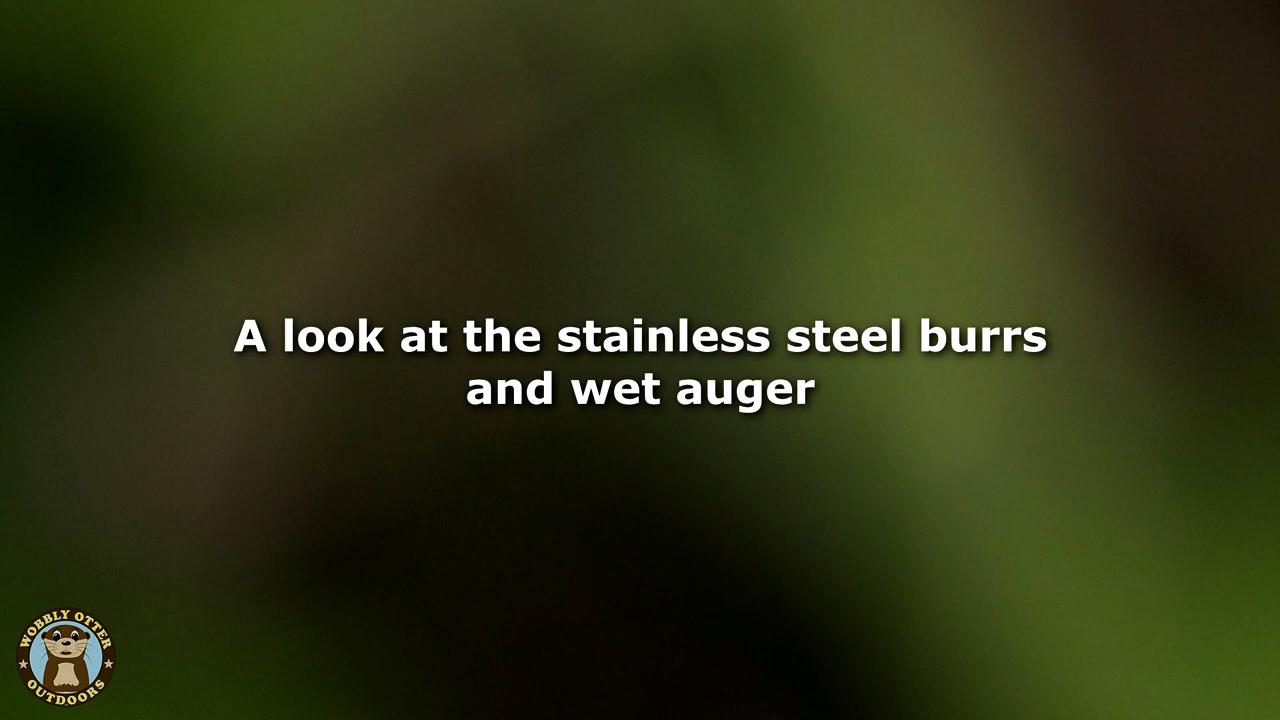 A look at the stainless steel burrs
and wet auger
WOBBLY OTTER
OUTDOORS